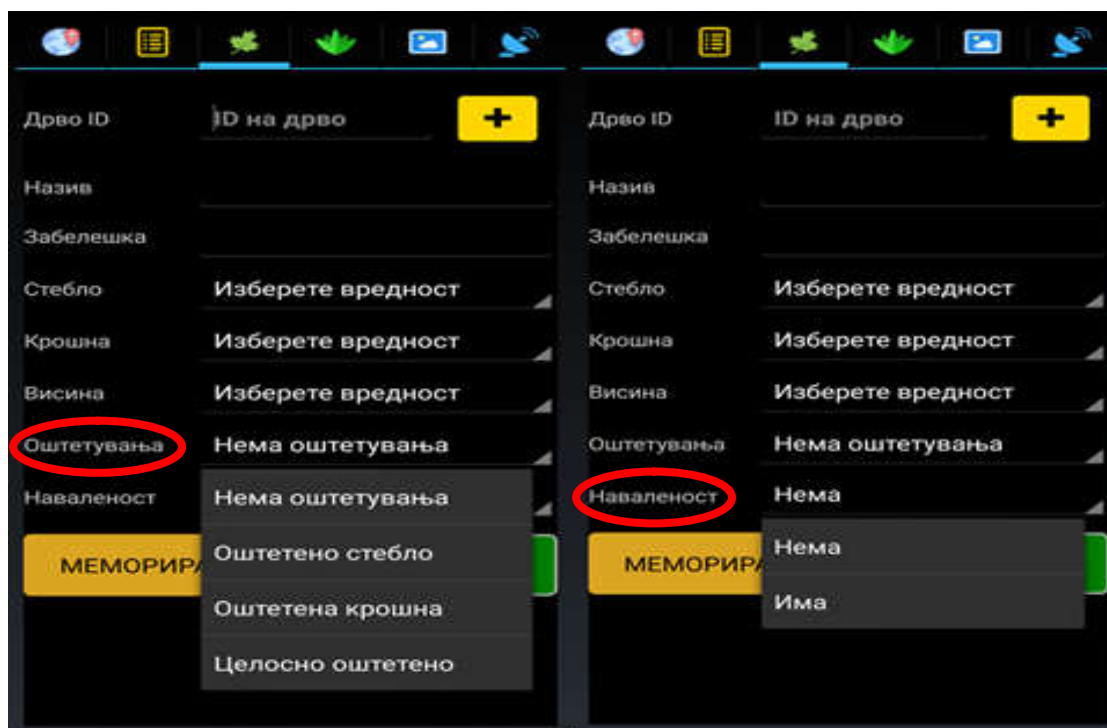 Дрво ID ID на дрво
Назив
Забелешка
Стебло Изберете вредност
Крошна Изберете вредност
Висина Изберете вредност
Оштетувања Нема оштетувања
Наваленост Нема оштетувања
Оштетено стебло
МЕМОРИРА
Оштетена крошна
Целосно оштетено
Дрво ID ID на дрво
Назив
Забелешка
Стебло Изберете вредност
Крошна Изберете вредност
Висина Изберете вредност
Оштетувања Нема оштетувања
Наваленост Нема
Нема
МЕМОРИРА
Има